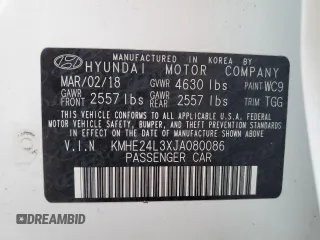 MANUFACTURED IN KOREA BY
HYUNDAI MOTOR COMPANY
MAR/02/18 GVWR 4630 lbs PAINT WC9
GAWR FRONT 2557 lbs GAWR REAR 2557 lbs TRIM TGG
THIS VEHICLE CONFORMS TO ALL APPLICABLE U.S. FEDERAL
MOTOR VEHICLE SAFETY, BUMPER, AND THEFT PREVENTION
STANDARDS IN EFFECT ON THE DATE OF MANUFACTURE SHOWN ABOVE.
V.I.N KMHE24L3XJA080086
PASSENGER CAR
DREAMBID